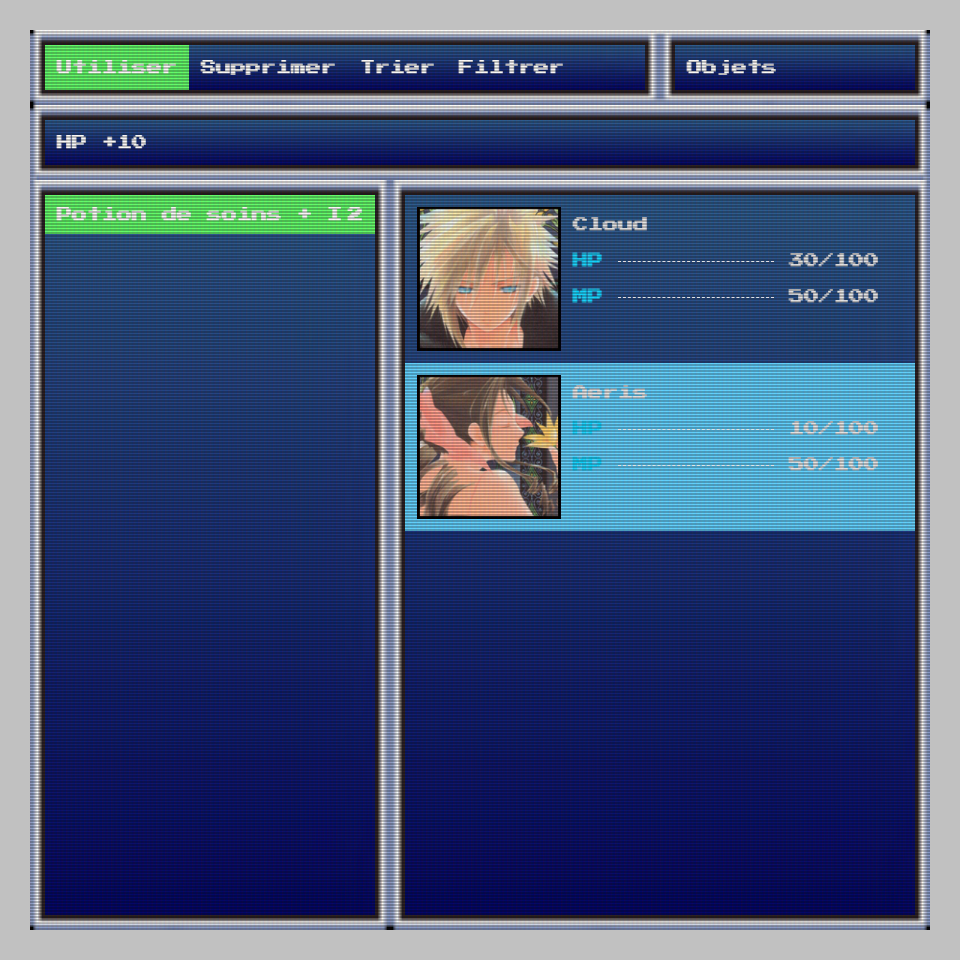 Utiliser Supprimer Trier Filtrer Objets
HP +10
Potion de soins + I 2
Cloud
HP 30/100
MP 50/100
Aeris
HP 10/100
MP 50/100